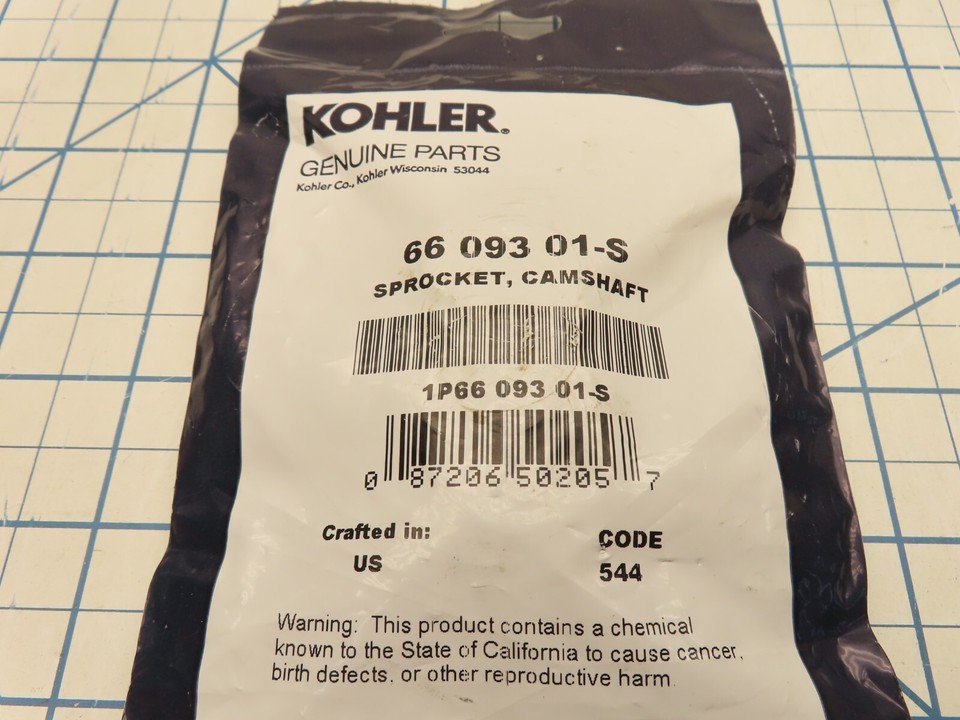 KOHLER®
GENUINE PARTS
Kohler Co., Kohler Wisconsin 53044
66 093 01-S
SPROCKET, CAMSHAFT
1P66 093 01-S
0 87206 50205 7
Crafted in: CODE
US 544
Warning: This product contains a chemical
known to the State of California to cause cancer,
birth defects, or other reproductive harm.